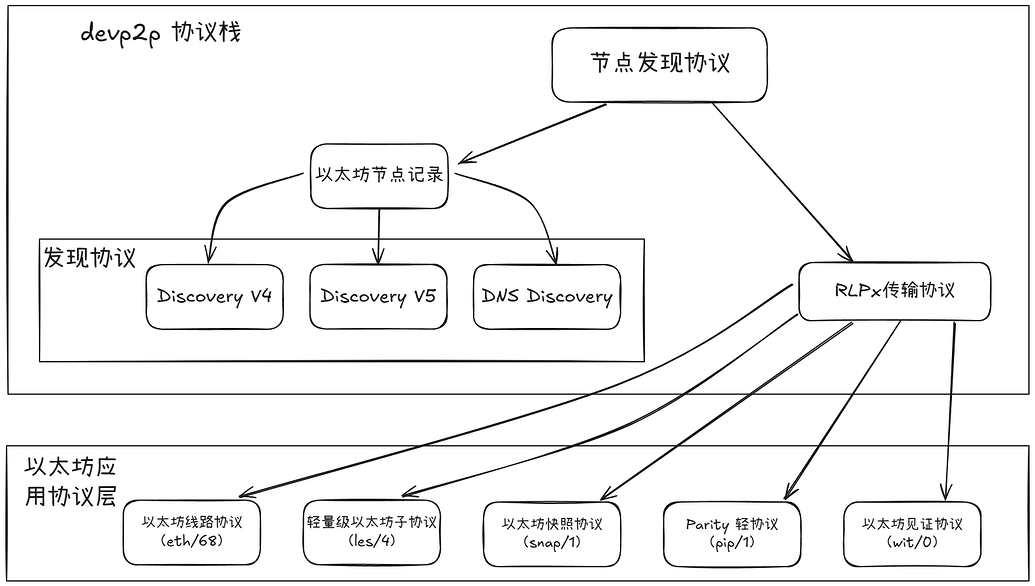 devp2p 协议栈
节点发现协议
以太坊节点记录
发现协议
Discovery V4
Discovery V5
DNS Discovery
RLPx传输协议
以太坊应
用协议层
以太坊线路协议
(eth/68)
轻量级以太坊子协议
(les/4)
以太坊快照协议
(snap/1)
Parity 轻协议
(pip/1)
以太坊见证协议
(wit/0)